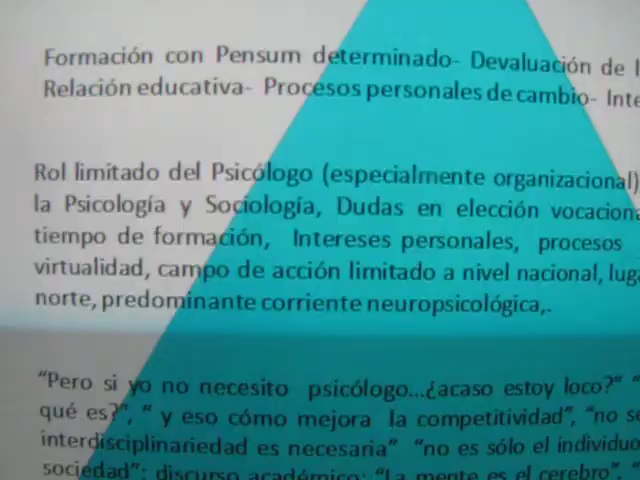 Formación con Pensum determinado- Devaluación de
Relación educativa- Procesos personales de cambio-
Rol limitado del Psicólogo (especialmente organizacional)
la Psicología y Sociología, Dudas en elección
tiempo de formación, Intereses personales, procesos
virtualidad, campo de acción limitado a nivel nacional,
norte, predominante corriente neuropsicológica,.
“Pero si yo no necesito psicólogo...¿acaso estoy loco?” “
qué es?”, “ y eso cómo mejora la competitividad”, “no
interdisciplinariedad es necesaria” “no es sólo el individuo
sociedad”; discurso académico: “La mente es el cerebro”, “